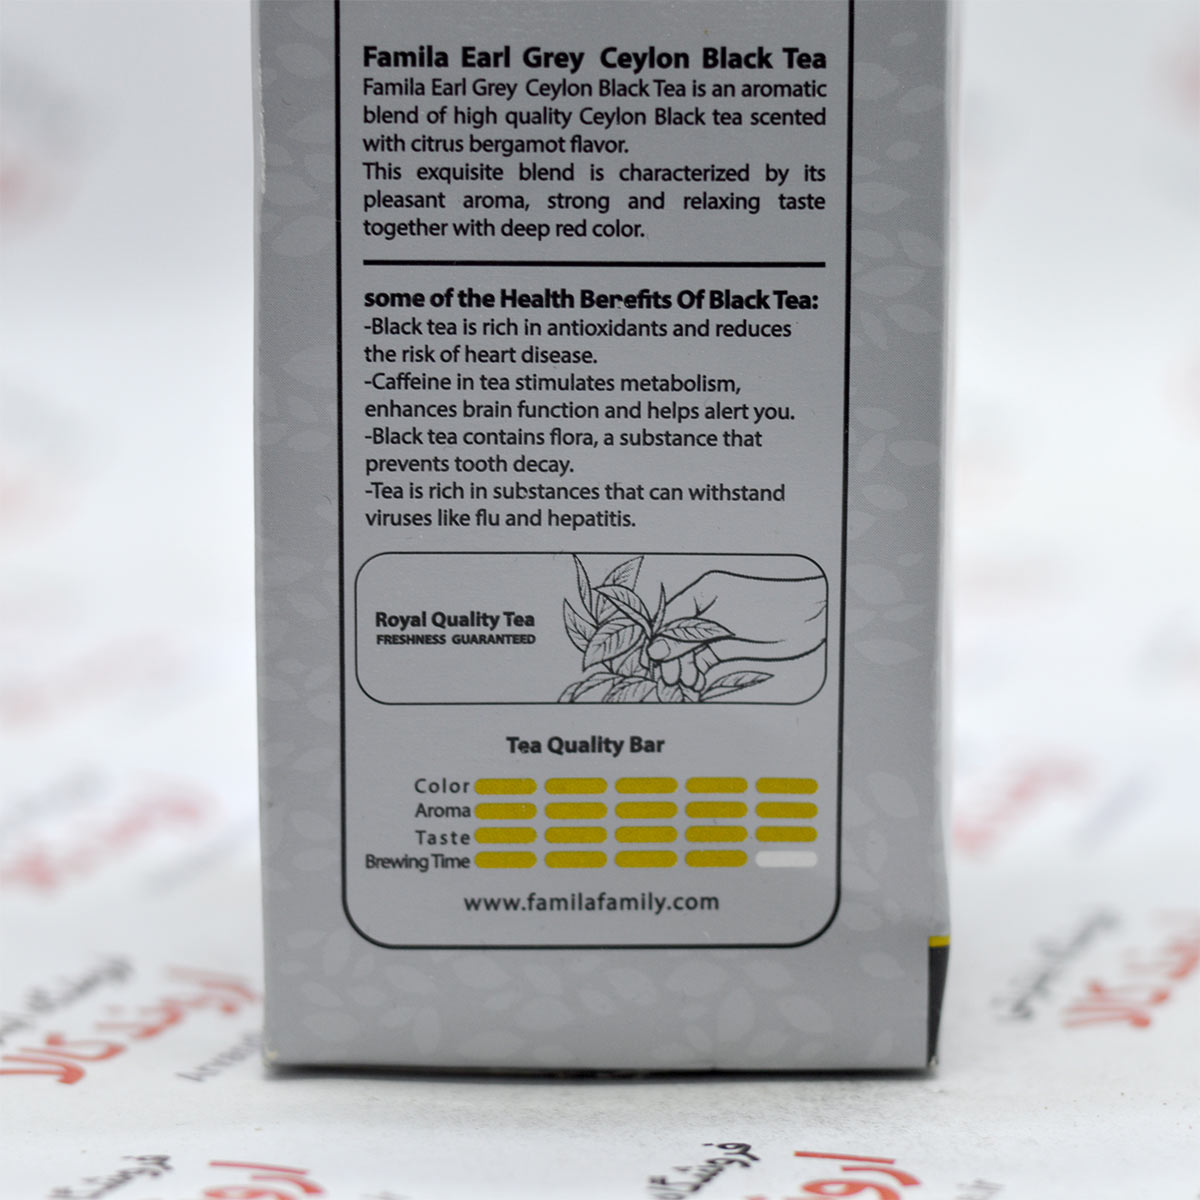 Famila Earl Grey Ceylon Black Tea
Famila Earl Grey Ceylon Black Tea is an aromatic
blend of high quality Ceylon Black tea scented
with citrus bergamot flavor.
This exquisite blend is characterized by its
pleasant aroma, strong and relaxing taste
together with deep red color.
some of the Health Benefits Of Black Tea:
-Black tea is rich in antioxidants and reduces
the risk of heart disease.
-Caffeine in tea stimulates metabolism,
enhances brain function and helps alert you.
-Black tea contains flora, a substance that
prevents tooth decay.
-Tea is rich in substances that can withstand
viruses like flu and hepatitis.
Royal Quality Tea
FRESHNESS GUARANTEED
Tea Quality Bar
Color
Aroma
Taste
Brewing Time
www.familafamily.com
فروشگاه
اروند کالا